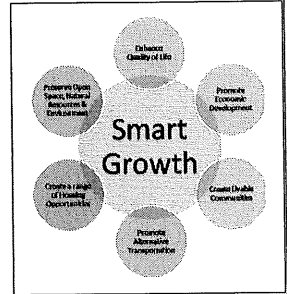 Enhance
Quality of Life
Promote
Economic
Development
Create Livable
Communities
Promote
Alternative
Transportation
Create a range
of Housing
Opportunities
Preserve Open
Space, Natural
Resources &
Environment
Smart
Growth